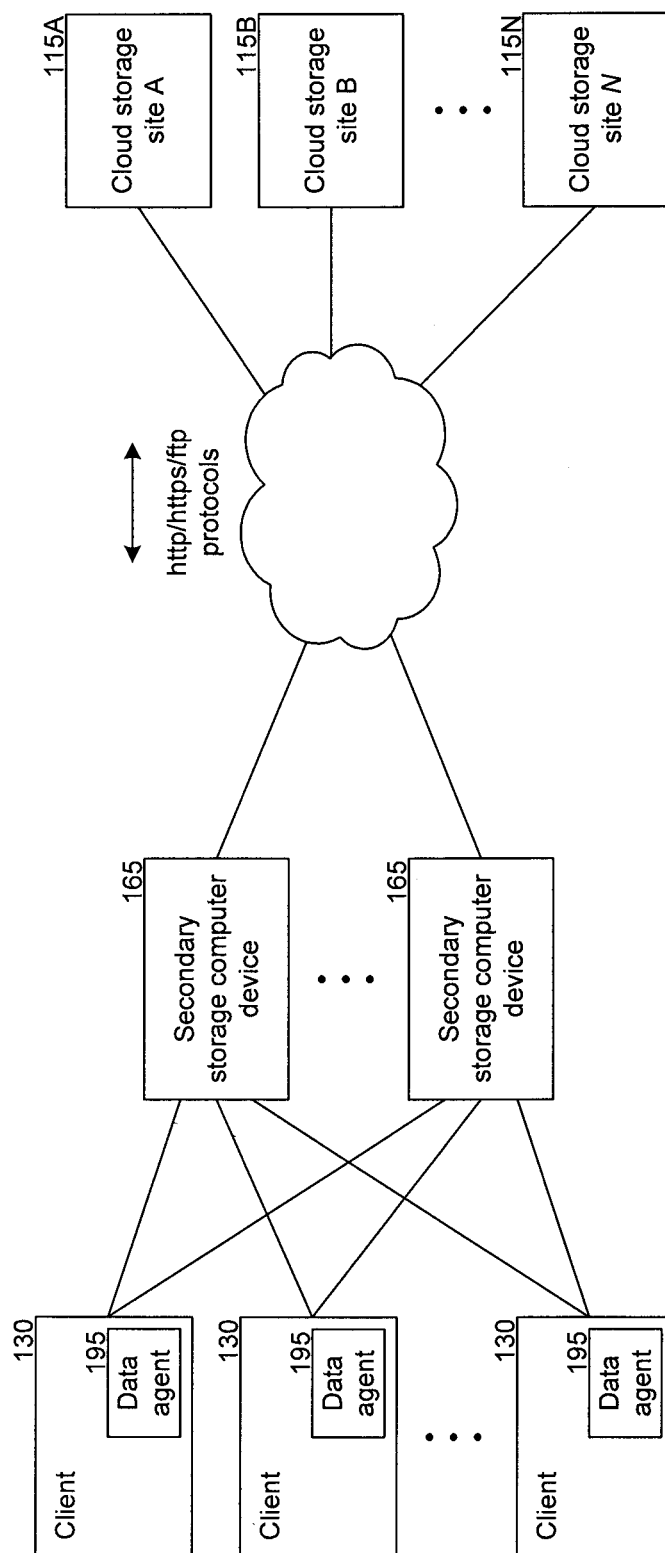 130
195
Data
agent
Client
130
195
Data
agent
Client
130
195
Data
agent
Client
165
Secondary
storage computer
device
165
Secondary
storage computer
device
http/https/ftp
protocols
115A
Cloud storage
site A
115B
Cloud storage
site B
115N
Cloud storage
site N